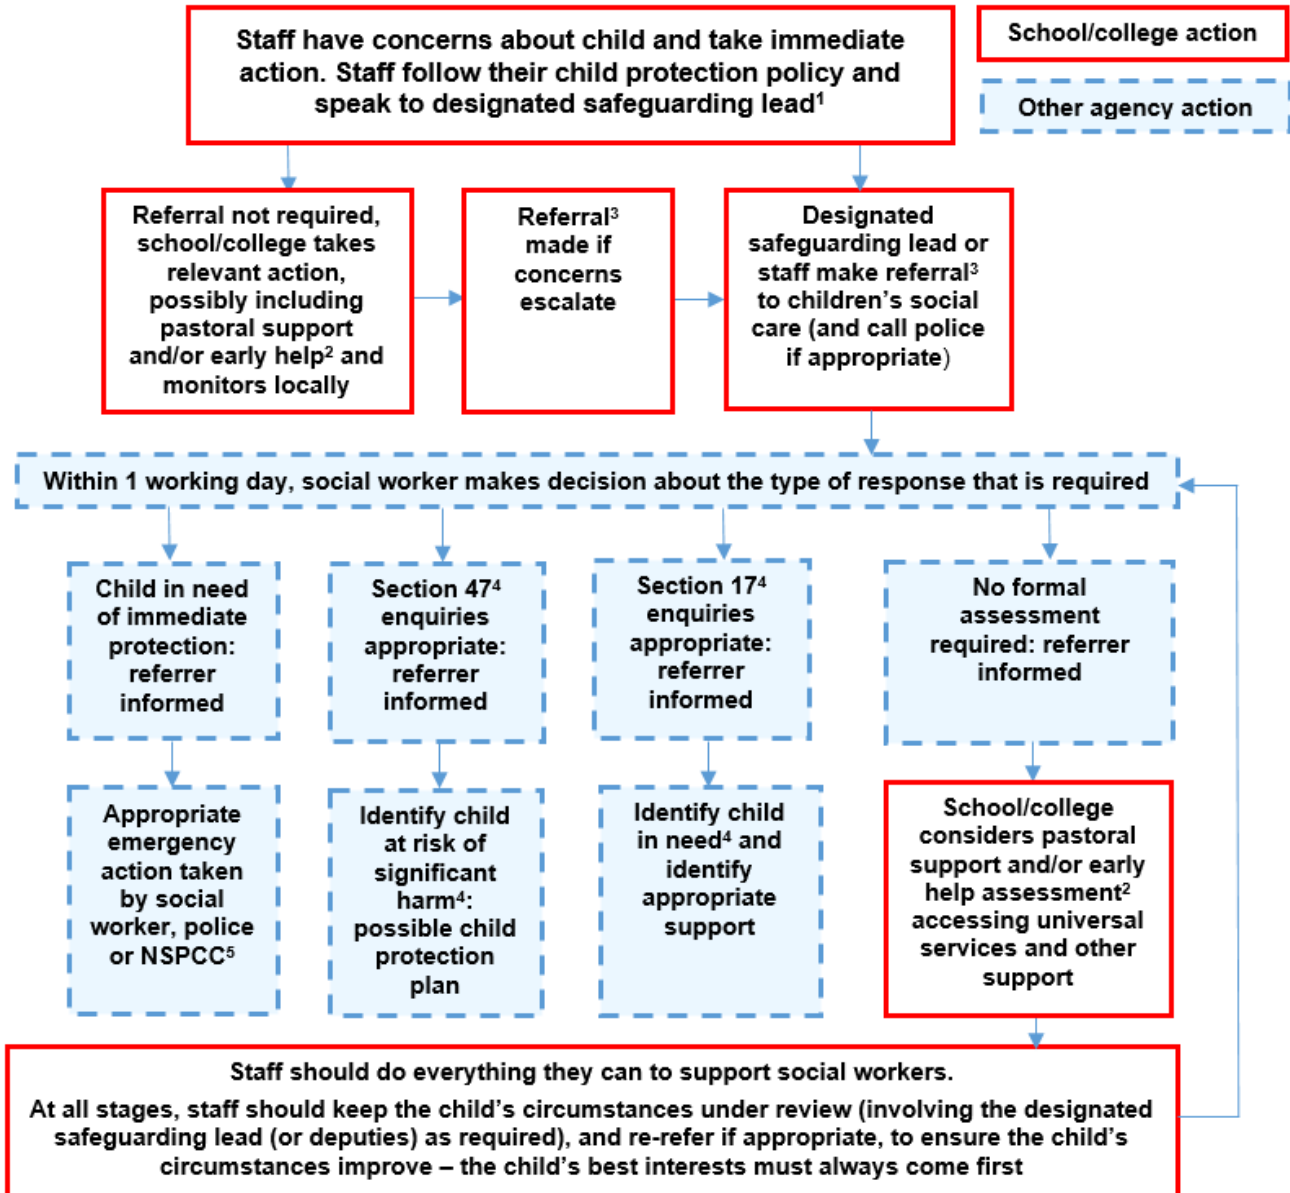 Staff have concerns about child and take immediate
action. Staff follow their child protection policy and
speak to designated safeguarding lead¹
School/college action
Other agency action
Referral not required,
school/college takes
relevant action,
possibly including
pastoral support
and/or early help² and
monitors locally
Referral³
made if
concerns
escalate
Designated
safeguarding lead or
staff make referral³
to children’s social
care (and call police
if appropriate)
Within 1 working day, social worker makes decision about the type of response that is required
Child in need
of immediate
protection:
referrer
informed
Section 47⁴
enquiries
appropriate:
referrer
informed
Section 17⁴
enquiries
appropriate:
referrer
informed
No formal
assessment
required: referrer
informed
Appropriate
emergency
action taken
by social
worker, police
or NSPCC⁵
Identify child
at risk of
significant
harm⁴:
possible child
protection
plan
Identify child
in need⁴ and
identify
appropriate
support
School/college
considers pastoral
support and/or early
help assessment²
accessing universal
services and other
support
Staff should do everything they can to support social workers.
At all stages, staff should keep the child’s circumstances under review (involving the designated
safeguarding lead (or deputies) as required), and re-refer if appropriate, to ensure the child’s
circumstances improve – the child’s best interests must always come first